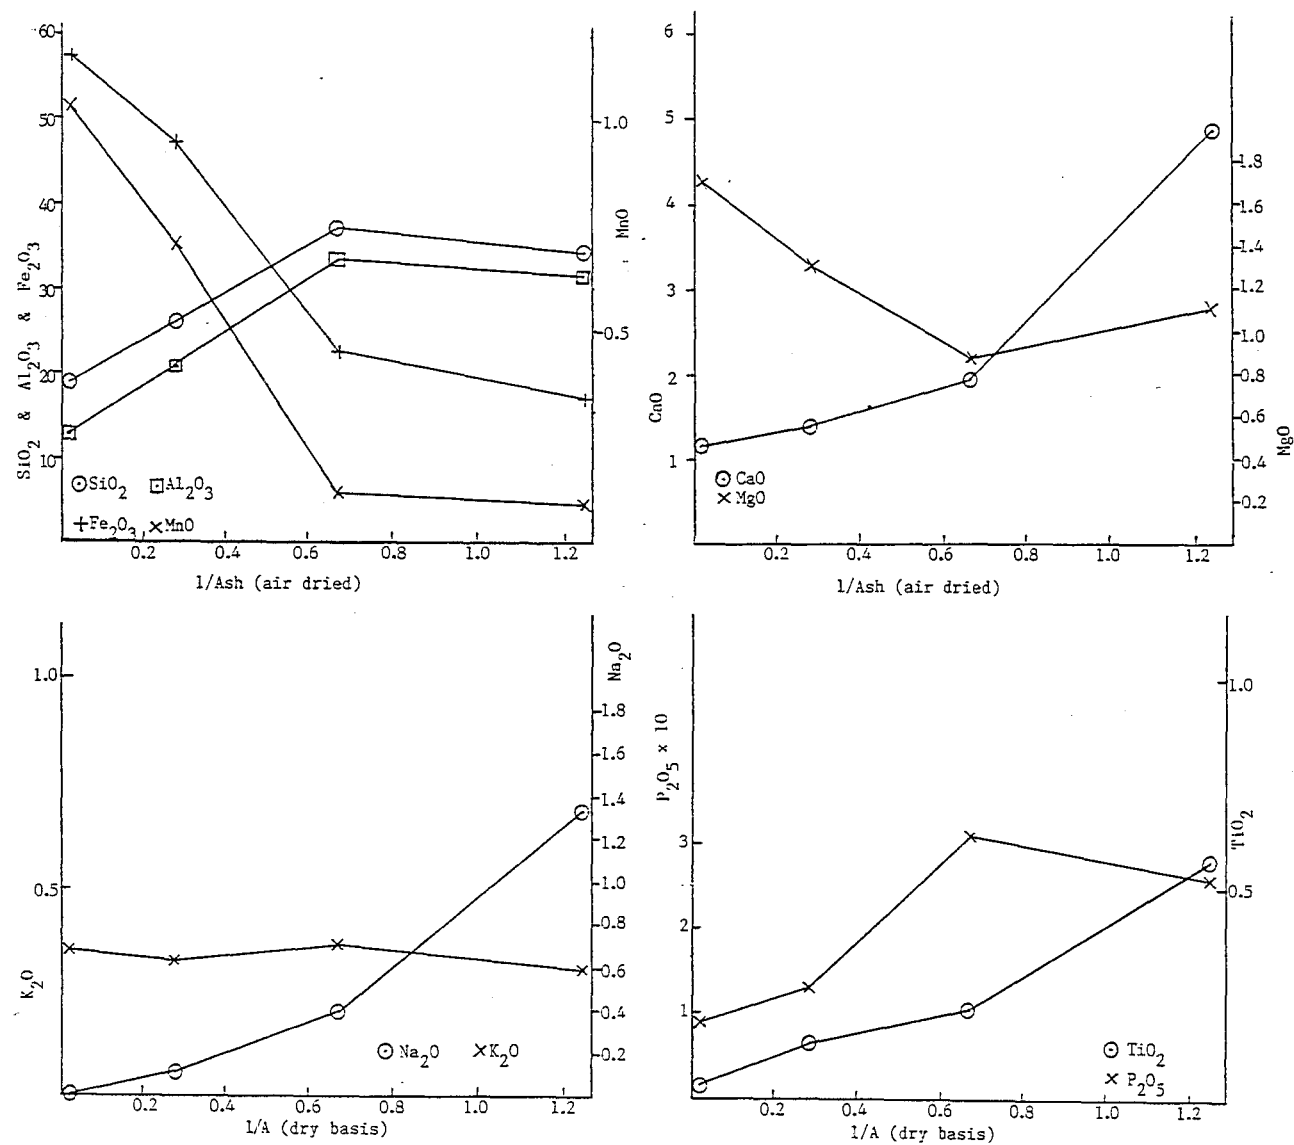 60
50
40
30
20
10
SiO2 & Al2O3 & Fe2O3
1.0
0.5
MnO
SiO2 Al2O3
Fe2O3 MnO
0.2 0.4 0.6 0.8 1.0 1.2
1/Ash (air dried)
6
5
4
3
2
1
CaO
1.8
1.6
1.4
1.2
1.0
0.8
0.6
0.4
0.2
MgO
CaO
MgO
0.2 0.4 0.6 0.8 1.0 1.2
1/Ash (air dried)
1.0
0.5
K2O
Na2O
1.8
1.6
1.4
1.2
1.0
0.8
0.6
0.4
0.2
Na2O K2O
0.2 0.4 0.6 0.8 1.0 1.2
1/A (dry basis)
P2O5 x 10
3
2
1
1.0
0.5
TiO2
TiO2
P2O5
0.2 0.4 0.6 0.8 1.0 1.2
1/A (dry basis)